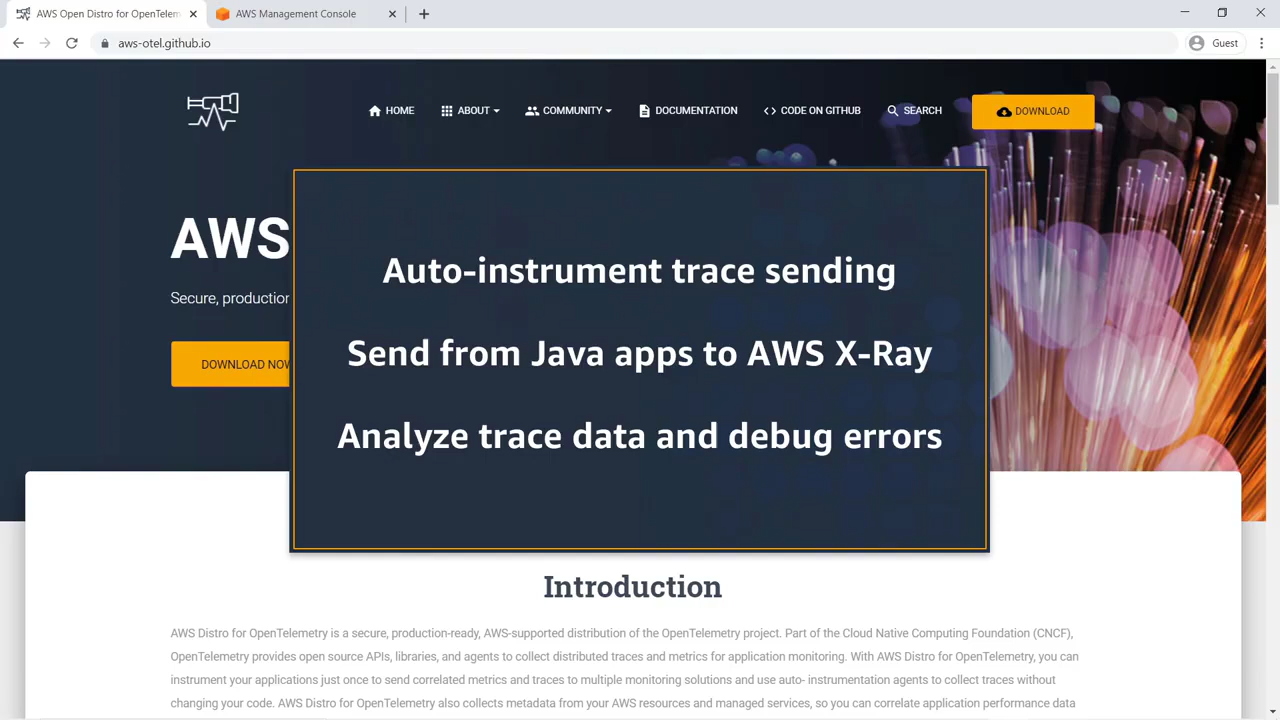 AWS Open Distro for OpenTelem
AWS Management Console
aws-otel.github.io
Guest
HOME
ABOUT
COMMUNITY
DOCUMENTATION
CODE ON GITHUB
SEARCH
DOWNLOAD
AWS
Secure, production
DOWNLOAD NOW
Auto-instrument trace sending
Send from Java apps to AWS X-Ray
Analyze trace data and debug errors
Introduction
AWS Distro for OpenTelemetry is a secure, production-ready, AWS-supported distribution of the OpenTelemetry project. Part of the Cloud Native Computing Foundation (CNCF),
OpenTelemetry provides open source APIs, libraries, and agents to collect distributed traces and metrics for application monitoring. With AWS Distro for OpenTelemetry, you can
instrument your applications just once to send correlated metrics and traces to multiple monitoring solutions and use auto- instrumentation agents to collect traces without
changing your code. AWS Distro for OpenTelemetry also collects metadata from your AWS resources and managed services, so you can correlate application performance data